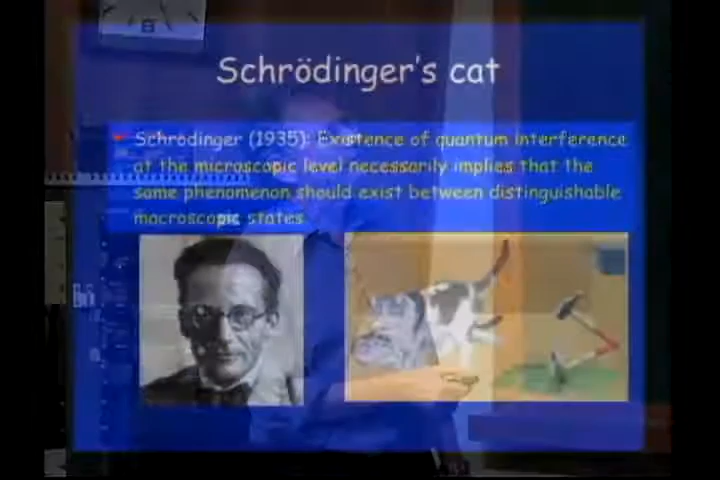 Schrödinger's cat
Schrödinger (1935): Existence of quantum interference
at the microscopic level necessarily implies that the
same phenomenon should exist between distinguishable
macroscopic states.